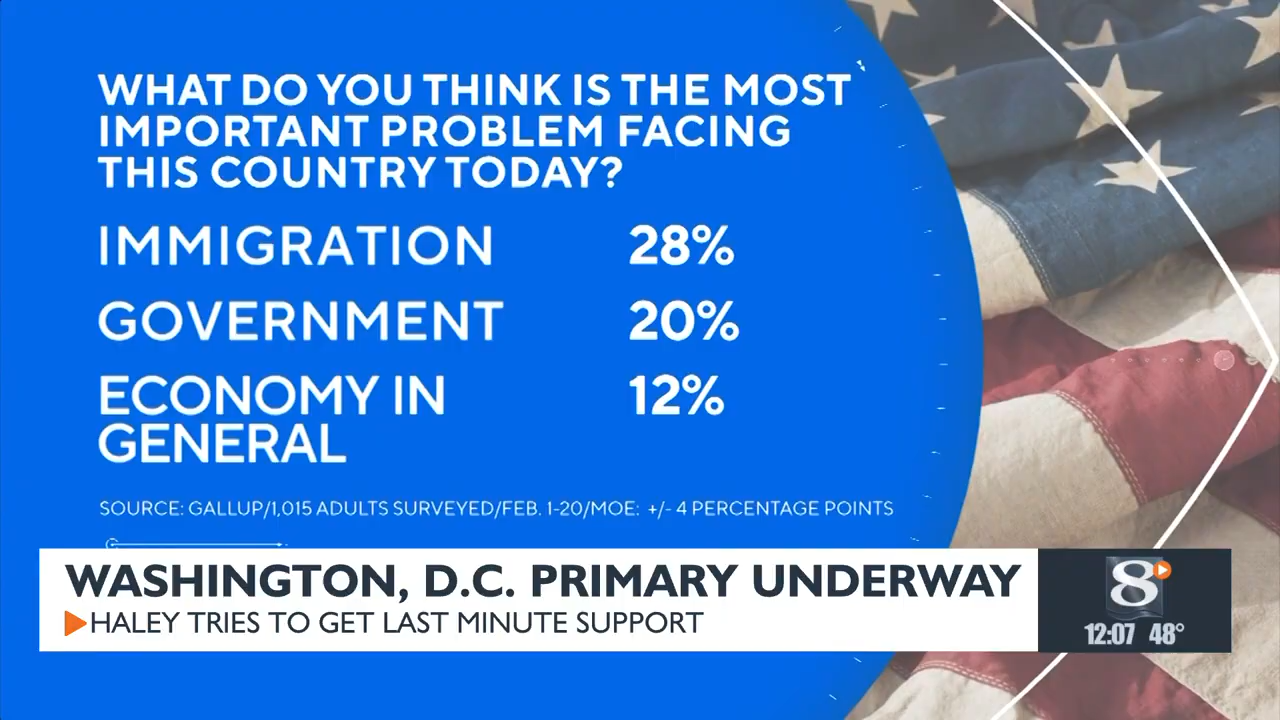 WHAT DO YOU THINK IS THE MOST
IMPORTANT PROBLEM FACING
THIS COUNTRY TODAY?
IMMIGRATION 28%
GOVERNMENT 20%
ECONOMY IN 12%
GENERAL
SOURCE: GALLUP/1,015 ADULTS SURVEYED/FEB. 1-20/MOE: +/- 4 PERCENTAGE POINTS
WASHINGTON, D.C. PRIMARY UNDERWAY
HALEY TRIES TO GET LAST MINUTE SUPPORT
8
12:07 48°